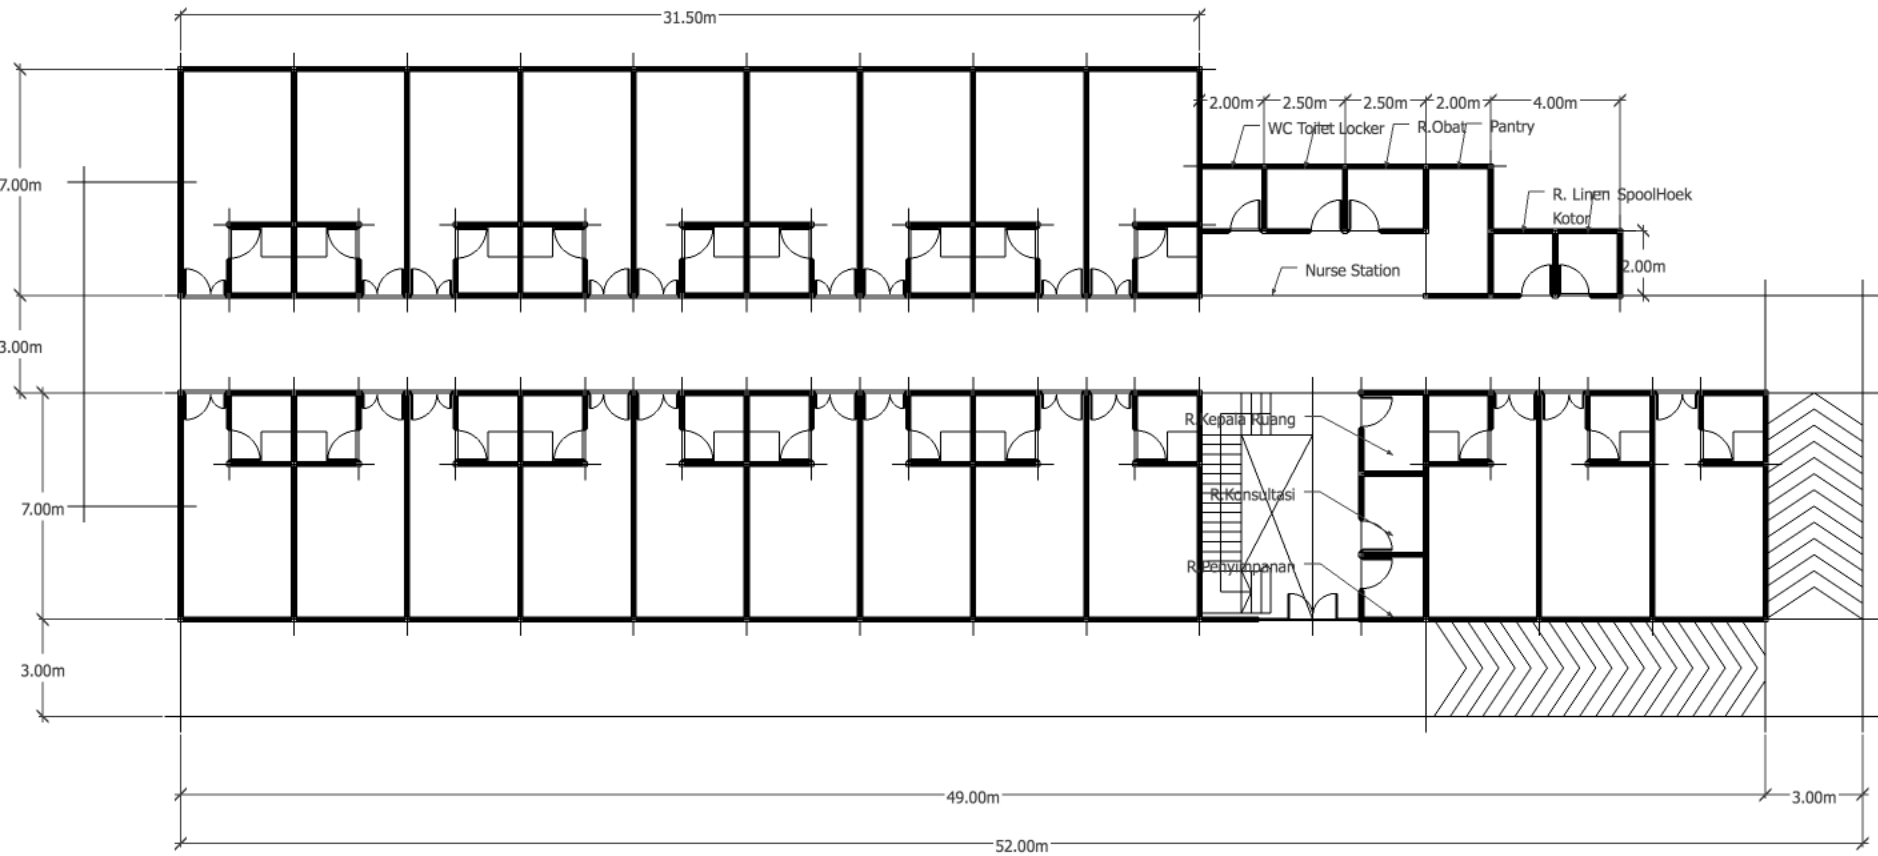 31.50m
2.00m 2.50m 2.50m 2.00m 4.00m
WC Toilet Locker R.Obat Pantry
7.00m
R. Linen SpoolHoek
Kotor
Nurse Station
2.00m
3.00m
R.Kepala Ruang
R.Konsultasi
7.00m
R.Penyimpanan
3.00m
49.00m 3.00m
52.00m